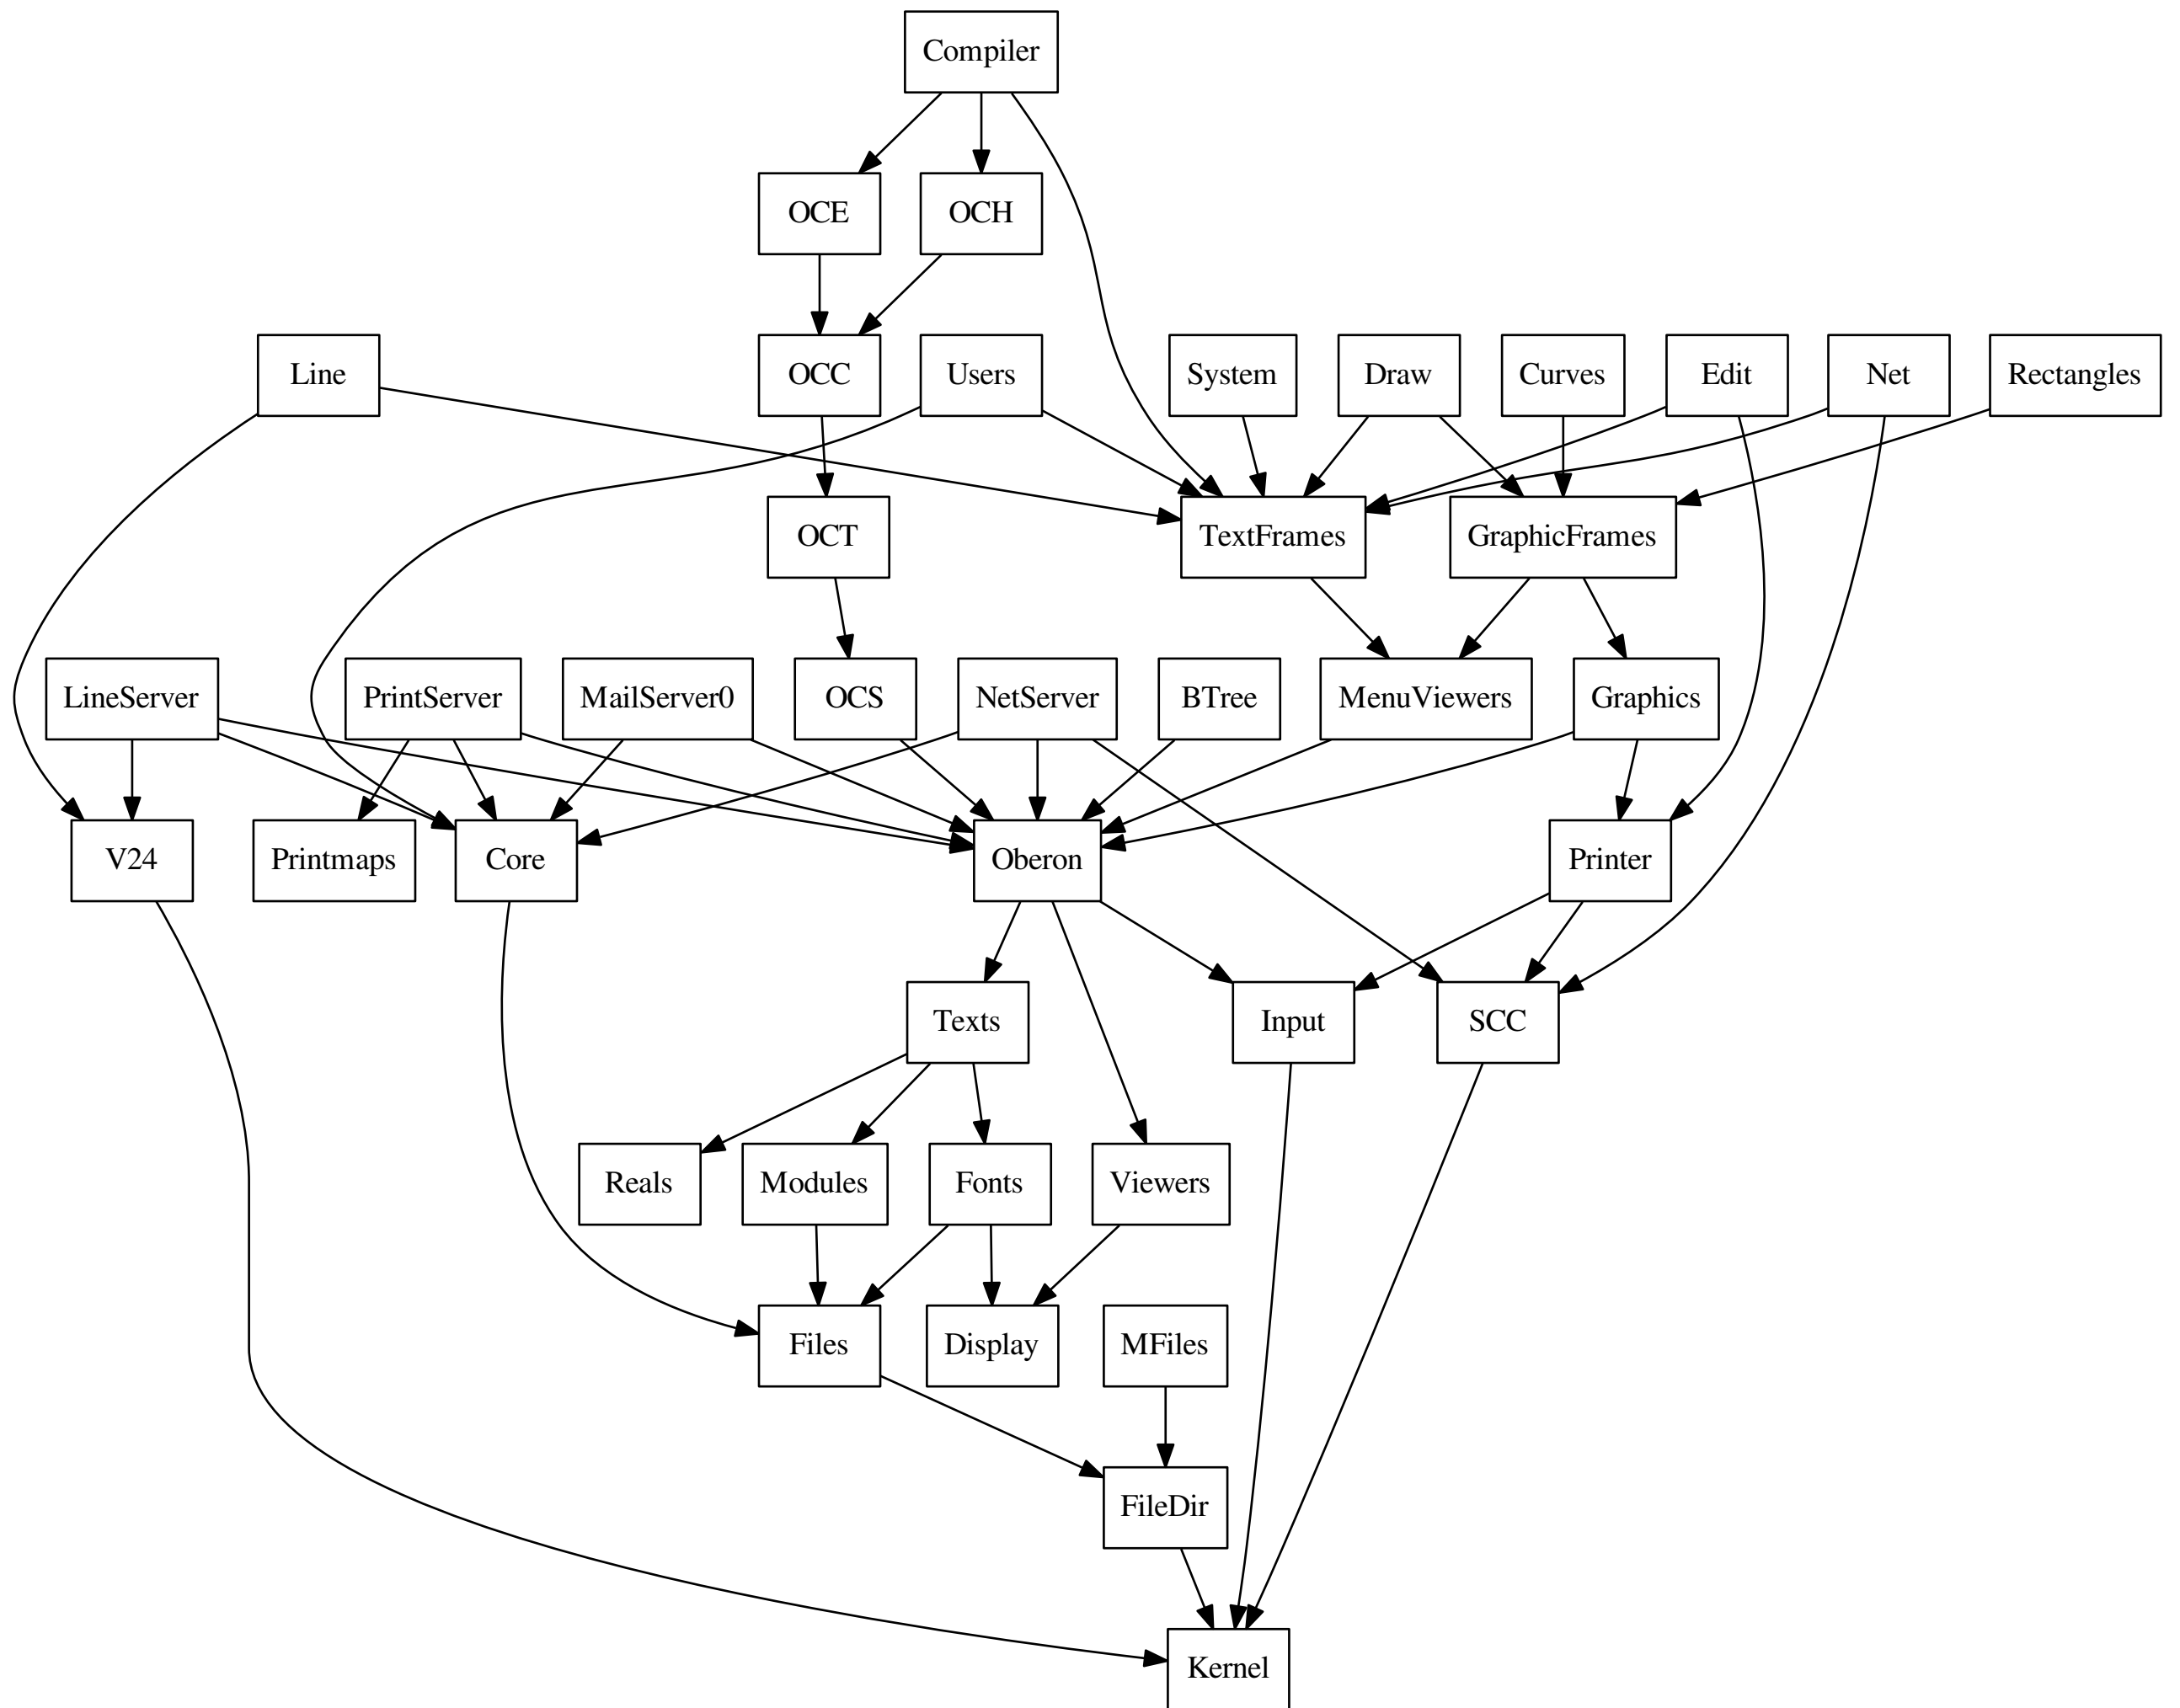 Compiler
OCE
OCH
Line
OCC
Users
System
Draw
Curves
Edit
Net
Rectangles
OCT
TextFrames
GraphicFrames
LineServer
PrintServer
MailServer0
OCS
NetServer
BTree
MenuViewers
Graphics
V24
Printmaps
Core
Oberon
Printer
Texts
Input
SCC
Reals
Modules
Fonts
Viewers
Files
Display
MFiles
FileDir
Kernel